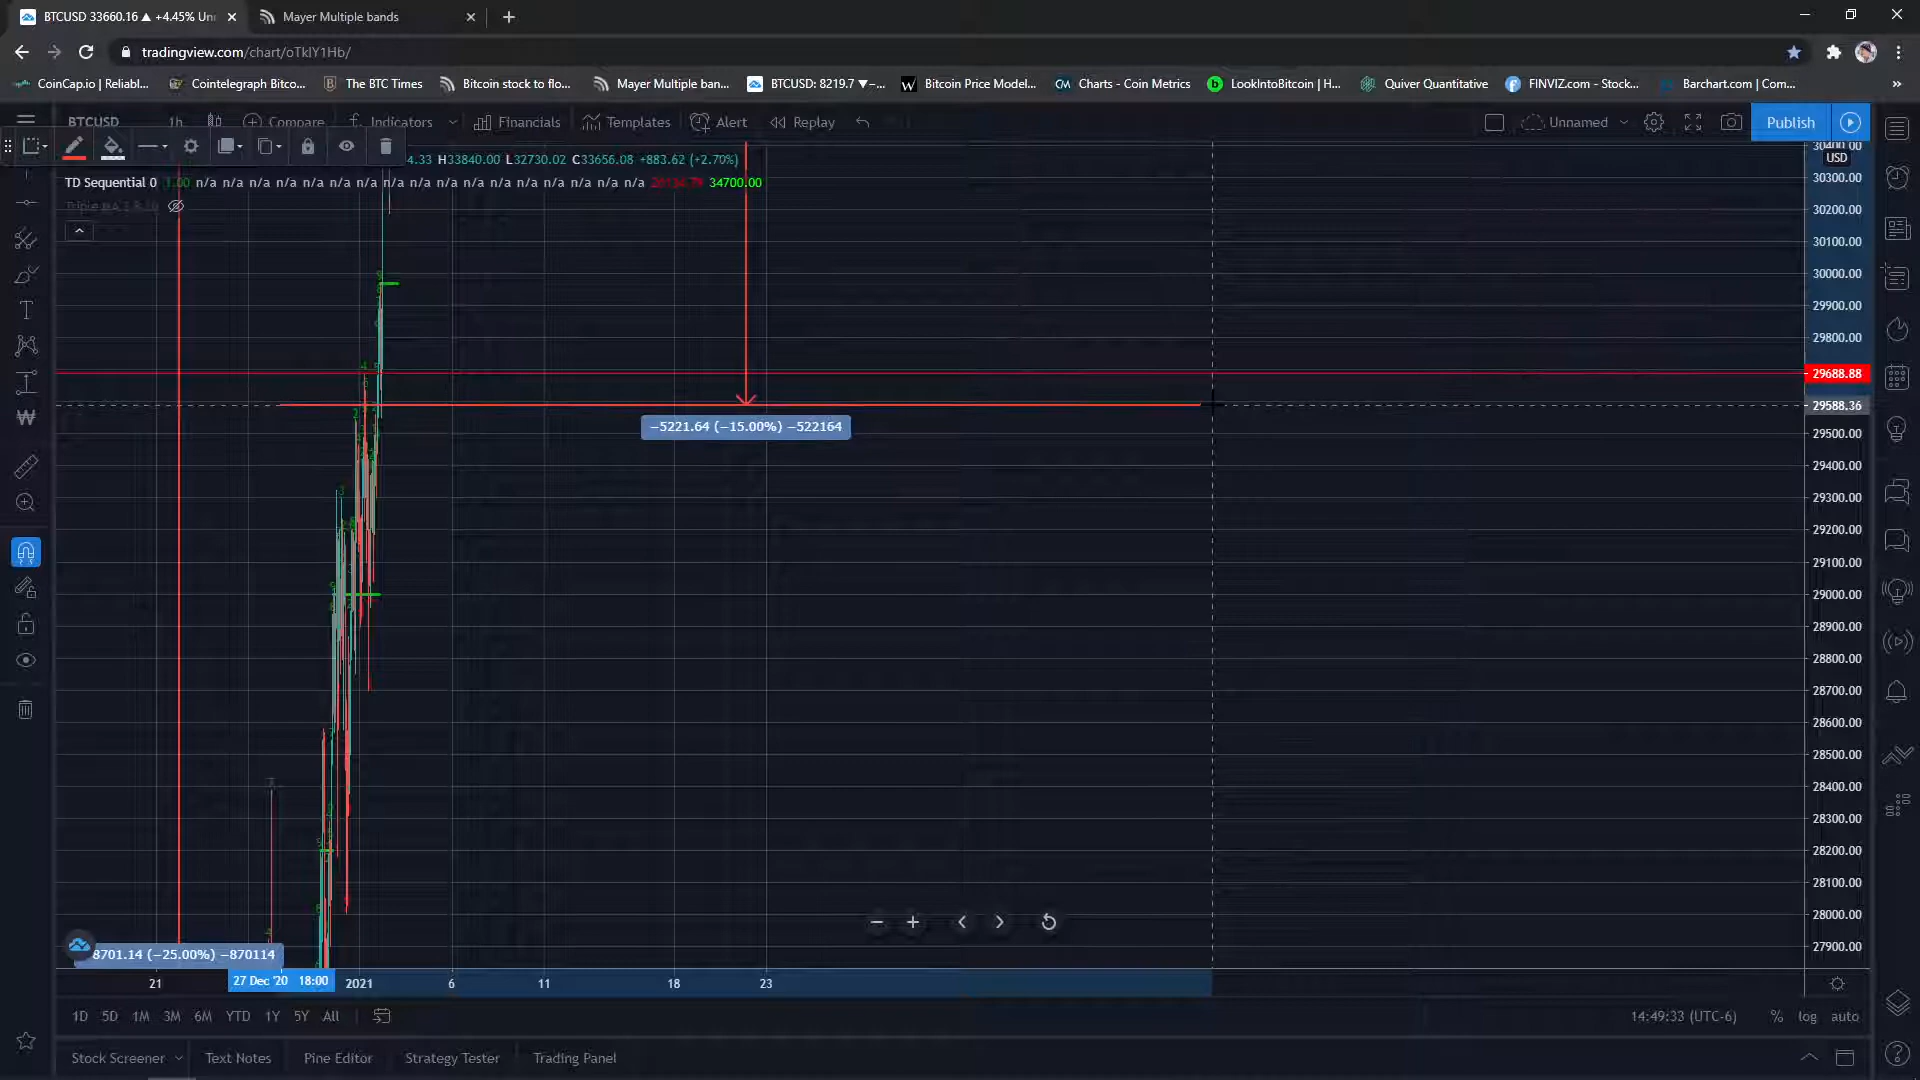 BTCUSD 33660.16 ▲ +4.45% Un
Mayer Multiple bands
tradingview.com/chart/oTklY1Hb/
CoinCap.io | Reliabl...
Cointelegraph Bitco...
The BTC Times
Bitcoin stock to flo...
Mayer Multiple ban...
BTCUSD: 8219.7 ▼−...
Bitcoin Price Model...
Charts - Coin Metrics
LookIntoBitcoin | H...
Quiver Quantitative
FINVIZ.com - Stock...
Barchart.com | Com...
BTCUSD
1h
Compare
Indicators
Financials
Templates
Alert
Replay
Unnamed
Publish
4.33 H33840.00 L32730.02 C33656.08 +883.62 (+2.70%)
TD Sequential 0 1.00 n/a n/a n/a n/a n/a n/a n/a n/a n/a n/a n/a n/a n/a n/a n/a n/a n/a 34700.00
30400.00
USD
30300.00
30200.00
30100.00
30000.00
29900.00
29800.00
29688.88
29588.36
29500.00
29400.00
29300.00
29200.00
29100.00
29000.00
28900.00
28800.00
28700.00
28600.00
28500.00
28400.00
28300.00
28200.00
28100.00
28000.00
27900.00
−5221.64 (−15.00%) −522164
8701.14 (−25.00%) −870114
21
27 Dec '20 18:00
2021
6
11
18
23
1D 5D 1M 3M 6M YTD 1Y 5Y All
14:49:33 (UTC-6)
% log auto
Stock Screener
Text Notes
Pine Editor
Strategy Tester
Trading Panel